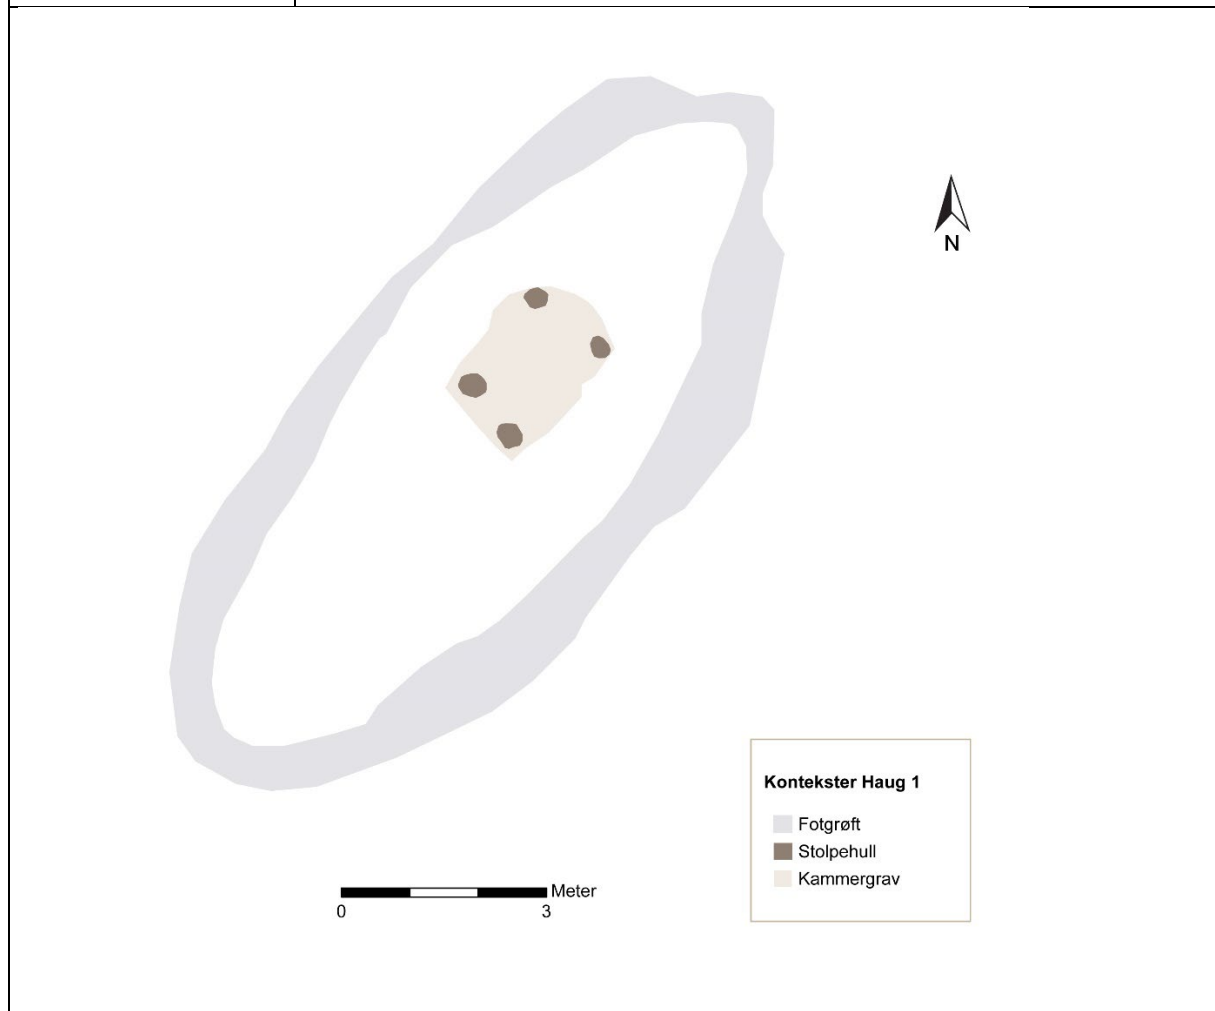 N
Kontekster Haug 1
Fotgrøft
Stolpehull
Kammergrav
Meter
0 3